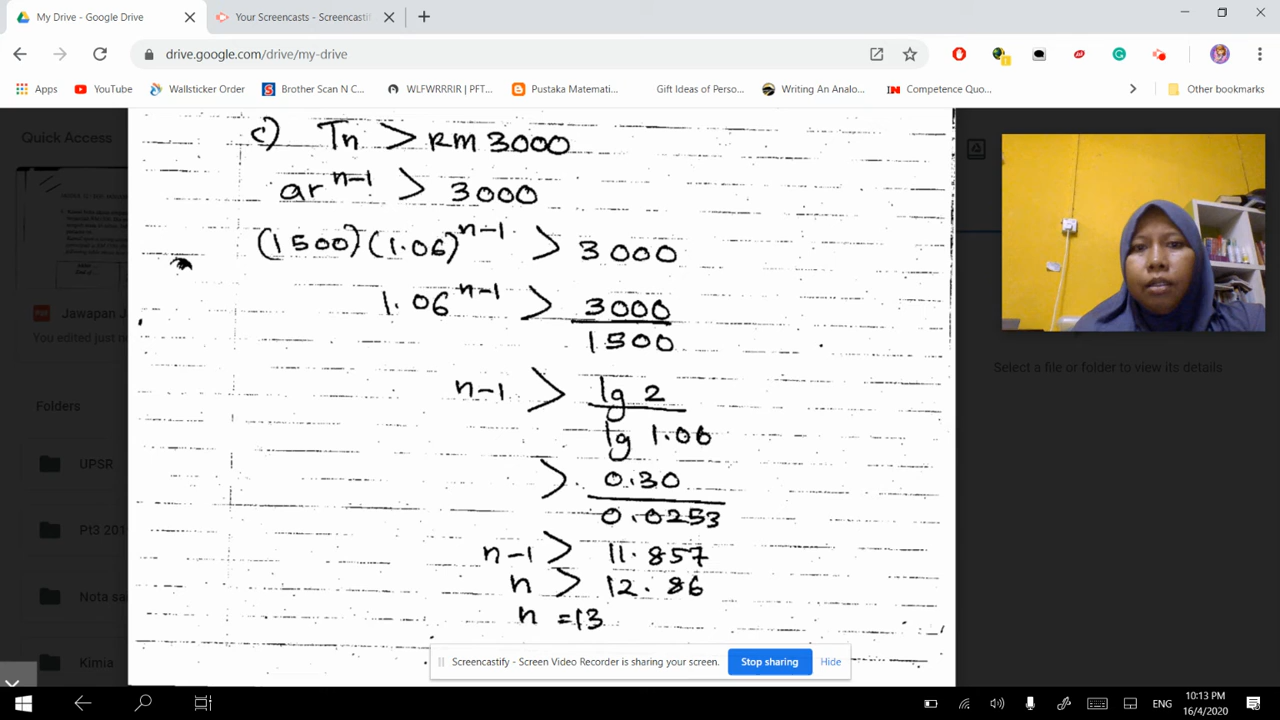 My Drive - Google Drive
Your Screencasts - Screencastif
drive.google.com/drive/my-drive
Apps
YouTube
Wallsticker Order
Brother Scan N C...
WLFWRRRIR | PFT...
Pustaka Matemati...
Gift Ideas of Perso...
Writing An Analo...
Competence Quo...
Other bookmarks
Quick Access
c) Tn > RM 3000
ar^n-1 > 3000
(1500)(1.06)^n-1 > 3000
1.06^n-1 > 3000
1500
n-1 > lg 2
lg 1.06
> 0.30
0.0253
n-1 > 11.857
n > 12.86
n = 13
Jawapan J
You edited just no
Folders
UPSR
Nota sa
Kimia
Select a file or folder to view its details
Screencastify - Screen Video Recorder is sharing your screen.
Stop sharing
Hide
ENG
10:13 PM
16/4/2020